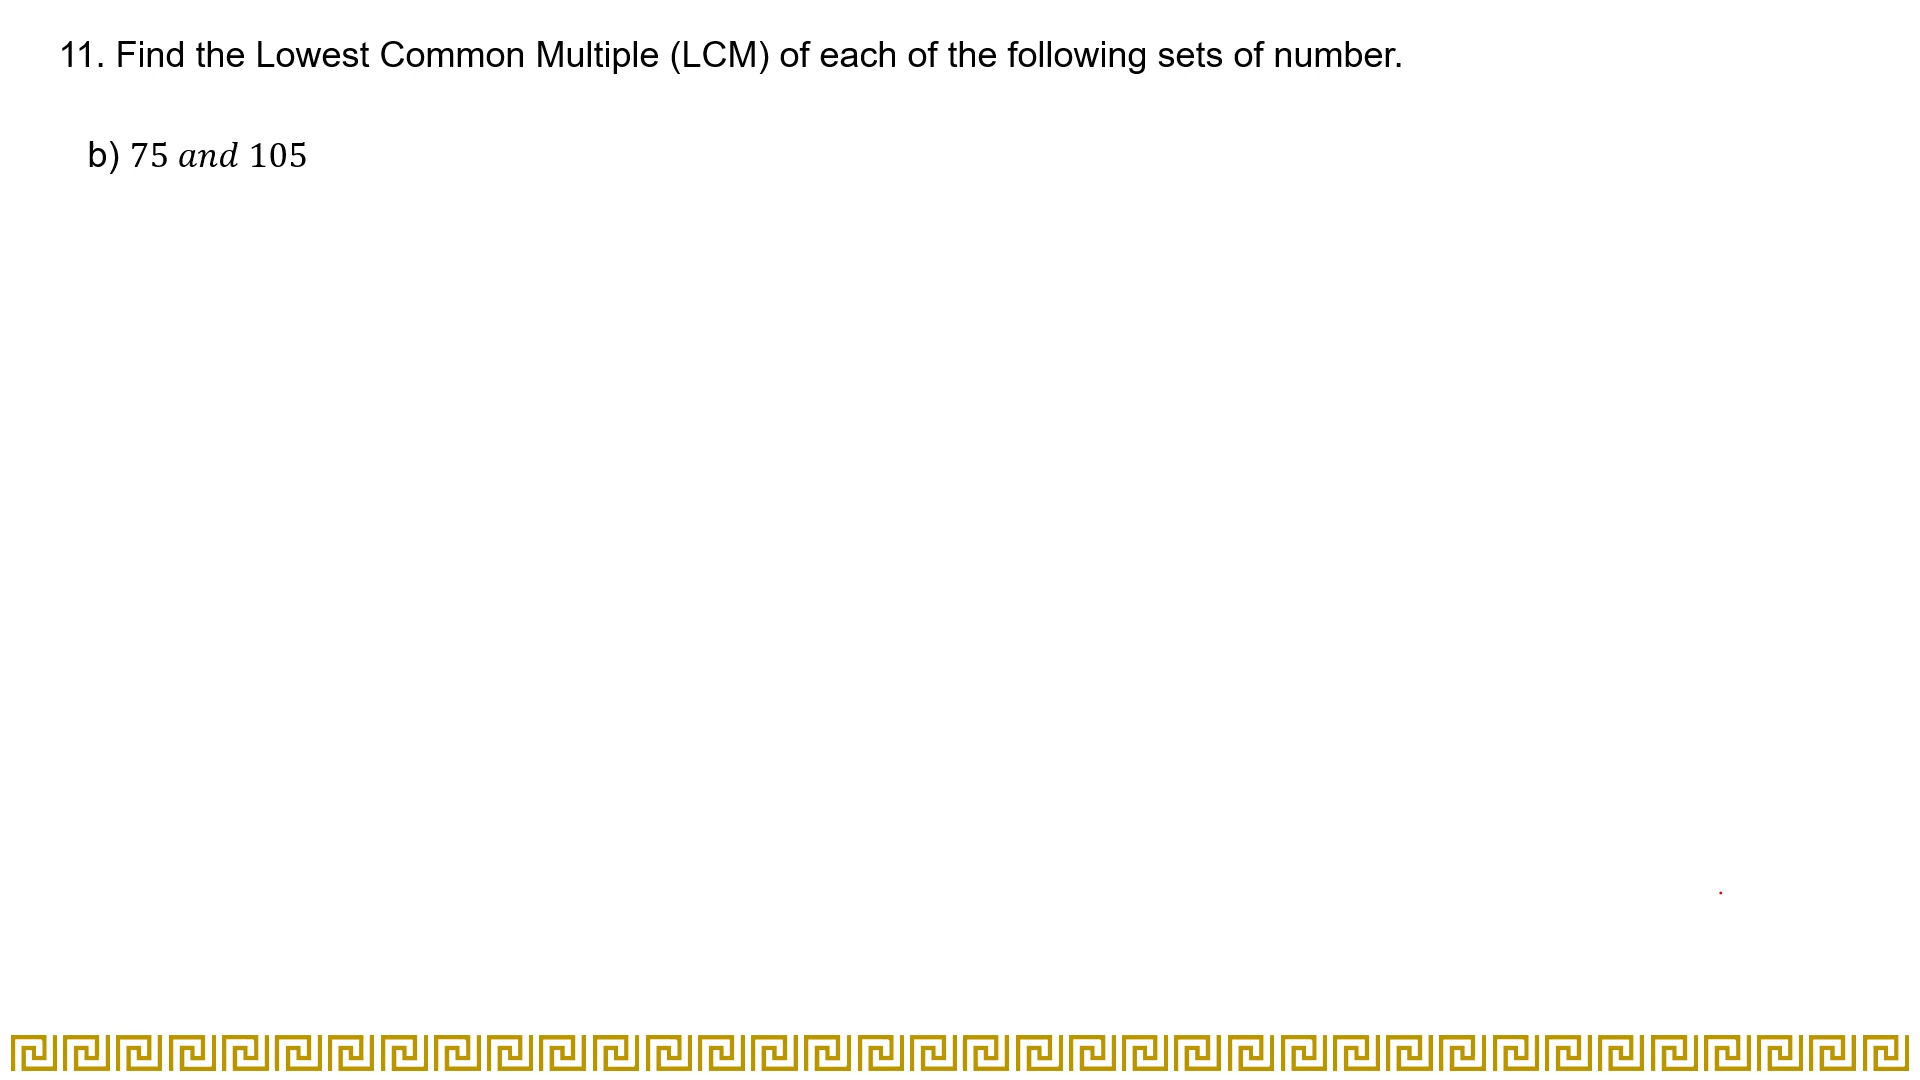 11. Find the Lowest Common Multiple (LCM) of each of the following sets of number.
b) 75 and 105